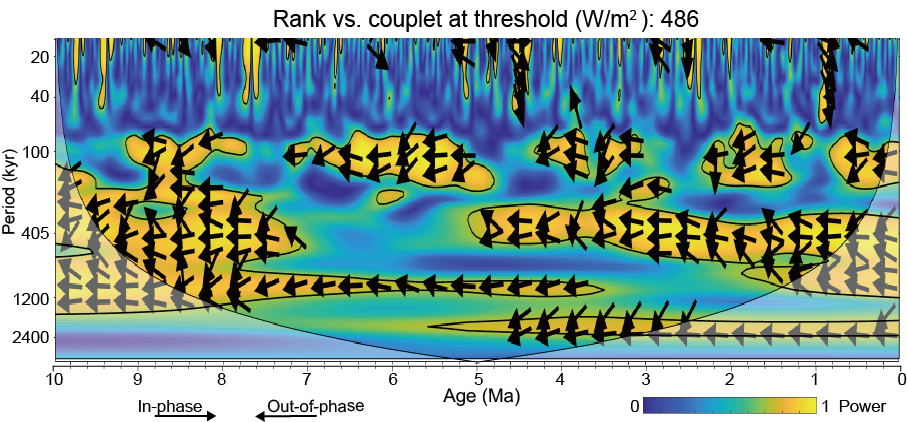 Rank vs. couplet at threshold (W/m²): 486
Period (kyr)
20
40
100
405
1200
2400
10 9 8 7 6 5 4 3 2 1 0
Age (Ma)
In-phase Out-of-phase
0 1 Power